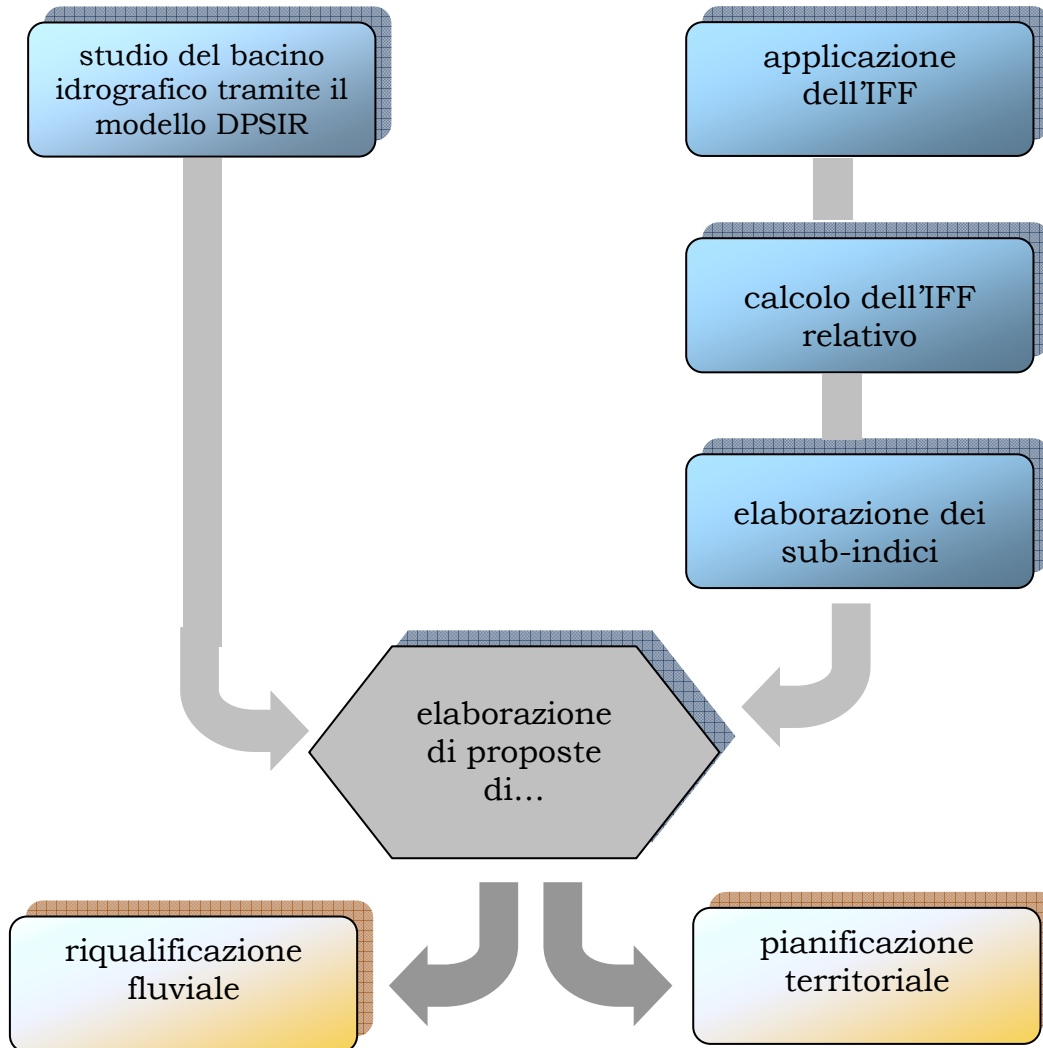 studio del bacino
idrografico tramite il
modello DPSIR
applicazione
dell’IFF
calcolo dell’IFF
relativo
elaborazione dei
sub-indici
elaborazione
di proposte
di…
riqualificazione
fluviale
pianificazione
territoriale